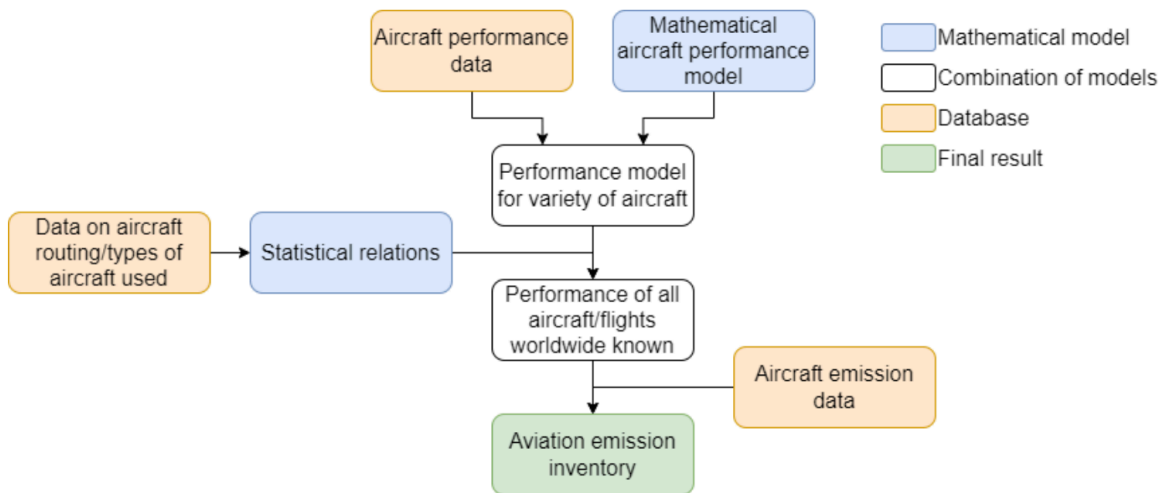 Aircraft performance
data
Mathematical
aircraft performance
model
Mathematical model
Combination of models
Database
Final result
Performance model
for variety of aircraft
Data on aircraft
routing/types of
aircraft used
Statistical relations
Performance of all
aircraft/flights
worldwide known
Aircraft emission
data
Aviation emission
inventory